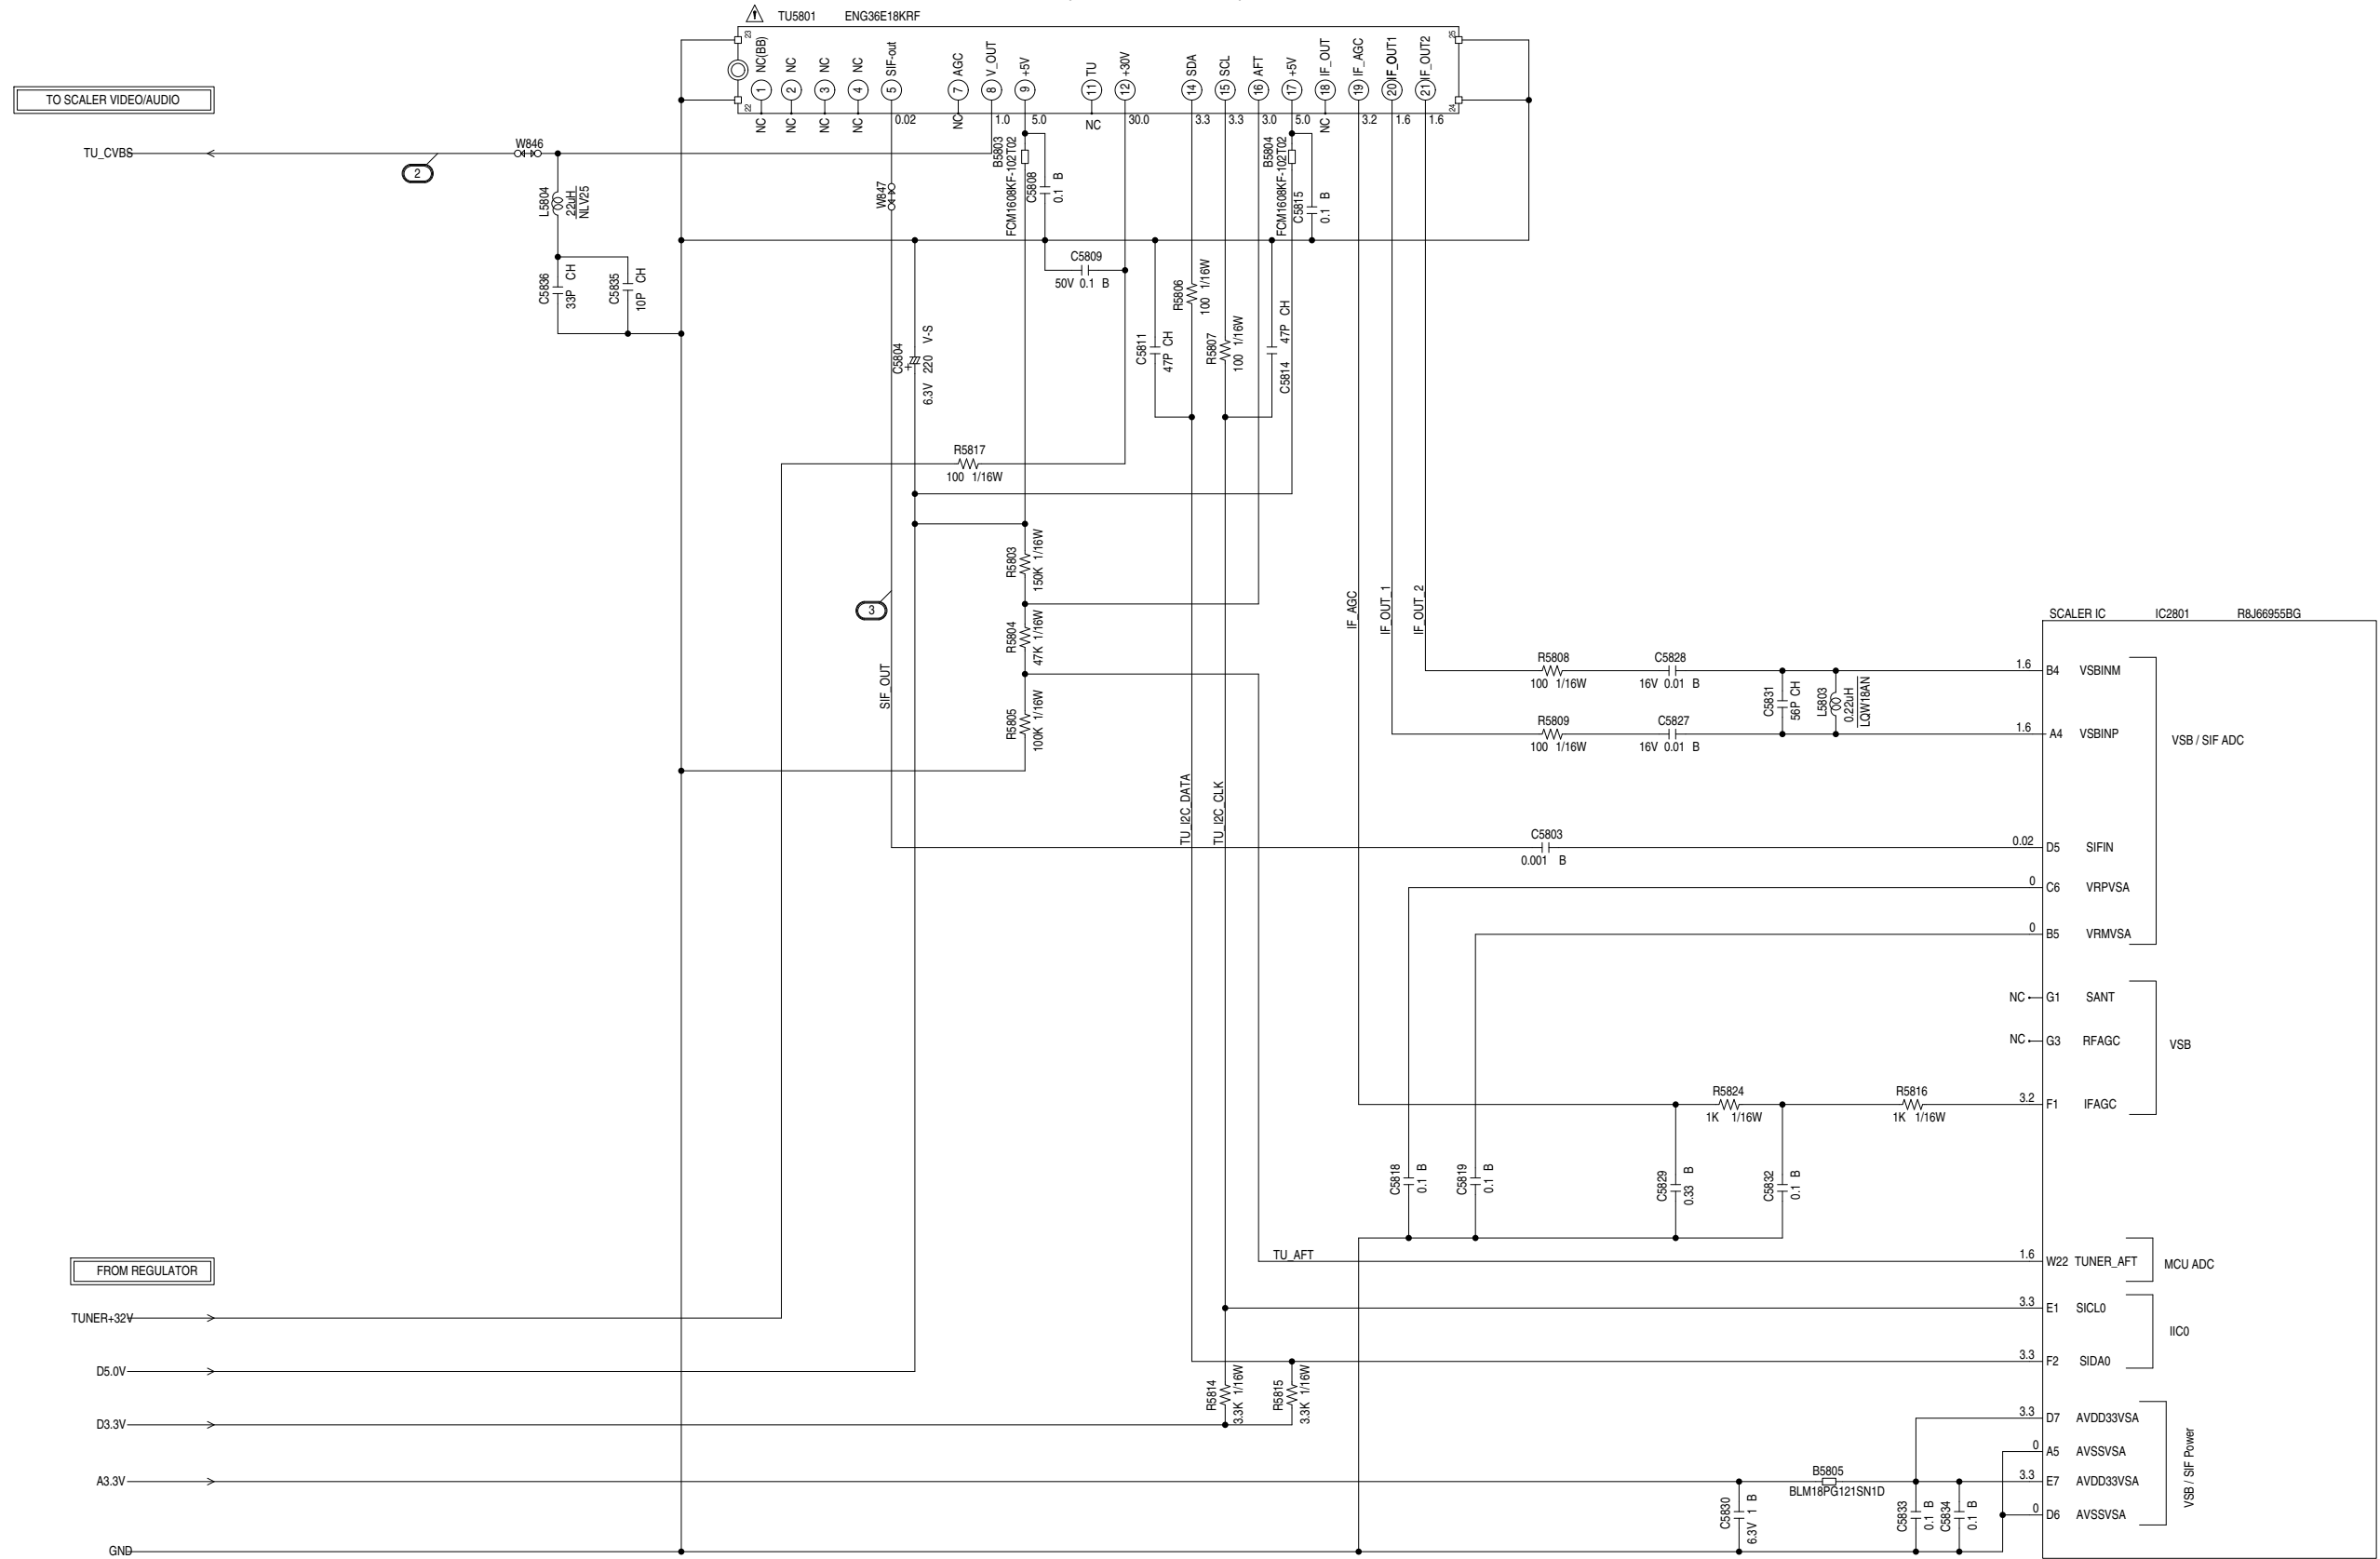 TU5801 ENG36E18KRF
23
22
25
24
1 NC(BB)
2 NC
3 NC
4 NC
5 SIF-out
7 AGC
8 V_OUT
9 +5V
11 TU
12 +30V
14 SDA
15 SCL
16 AFT
17 +5V
18 IF_OUT
19 IF_AGC
20 IF_OUT1
21 IF_OUT2
NC
NC
NC
NC
0.02
NC
1.0
5.0
NC
30.0
3.3
3.3
3.0
5.0
NC
3.2
1.6
1.6
TO SCALER VIDEO/AUDIO
TU_CVBS
2
W846
L5804
22uH
NLV25
C5836
33P CH
C5835
10P CH
W847
B5803
FCM1608KF-102T02
C5808
0.1 B
B5804
FCM1608KF-102T02
C5815
0.1 B
C5809
50V 0.1 B
R5806
100 1/16W
C5811
47P CH
R5807
100 1/16W
C5814 47P CH
C5804
+
6.3V 220 V-S
R5817
100 1/16W
R5803
150K 1/16W
R5804
47K 1/16W
R5805
100K 1/16W
3
SIF_OUT
IF_AGC
IF_OUT_1
IF_OUT_2
TU_I2C_DATA
TU_I2C_CLK
SCALER IC IC2801 R8J66955BG
R5808
100 1/16W
C5828
16V 0.01 B
R5809
100 1/16W
C5827
16V 0.01 B
C5831
56P CH
L5803
0.22uH
LQW18AN
1.6 B4 VSBINM
1.6 A4 VSBINP
VSB / SIF ADC
C5803
0.001 B
0.02 D5 SIFIN
0 C6 VRPVSA
0 B5 VRMVSA
NC G1 SANT
NC G3 RFAGC
VSB
R5824
1K 1/16W
R5816
1K 1/16W
3.2 F1 IFAGC
C5818
0.1 B
C5819
0.1 B
C5829
0.33 B
C5832
0.1 B
TU_AFT
1.6 W22 TUNER_AFT
MCU ADC
3.3 E1 SICL0
IIC0
3.3 F2 SIDA0
FROM REGULATOR
TUNER+32V
D5.0V
D3.3V
A3.3V
GND
R5814
3.3K 1/16W
R5815
3.3K 1/16W
3.3 D7 AVDD33VSA
0 A5 AVSSVSA
3.3 E7 AVDD33VSA
0 D6 AVSSVSA
VSB / SIF Power
B5805
BLM18PG121SN1D
C5830
6.3V 1 B
C5833
0.1 B
C5834
0.1 B